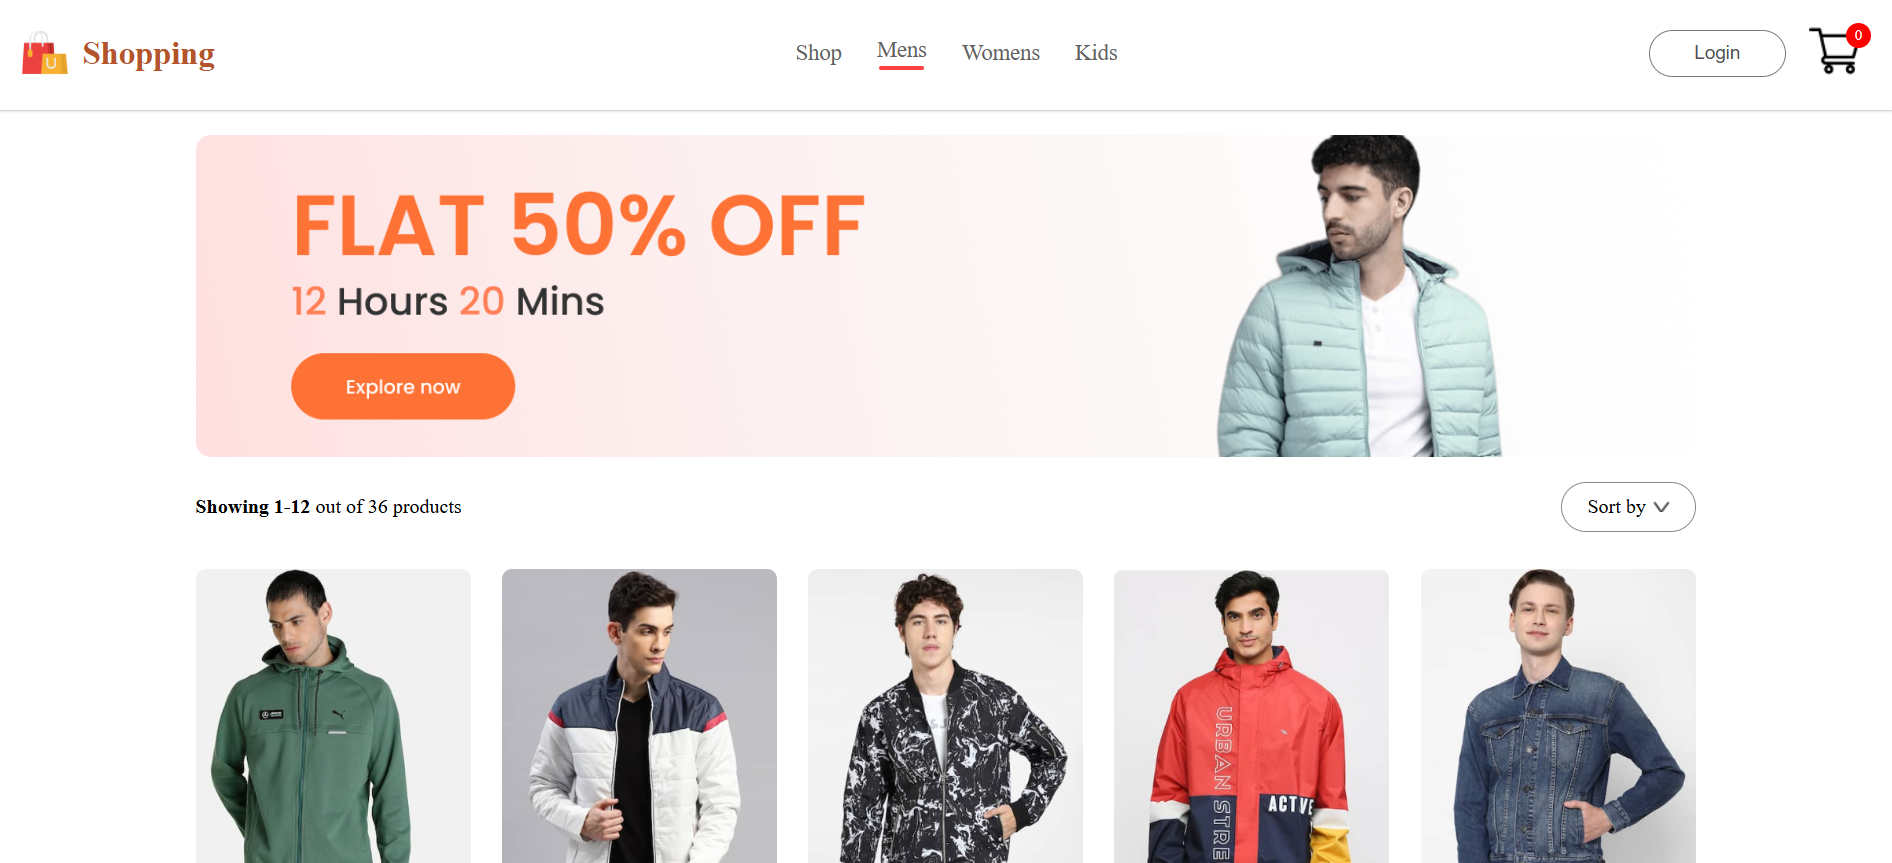 U
Shopping
Shop Mens Womens Kids
Login
0
FLAT 50% OFF
12 Hours 20 Mins
Explore now
Showing 1-12 out of 36 products
Sort by
URBAN STRE
ACTVE